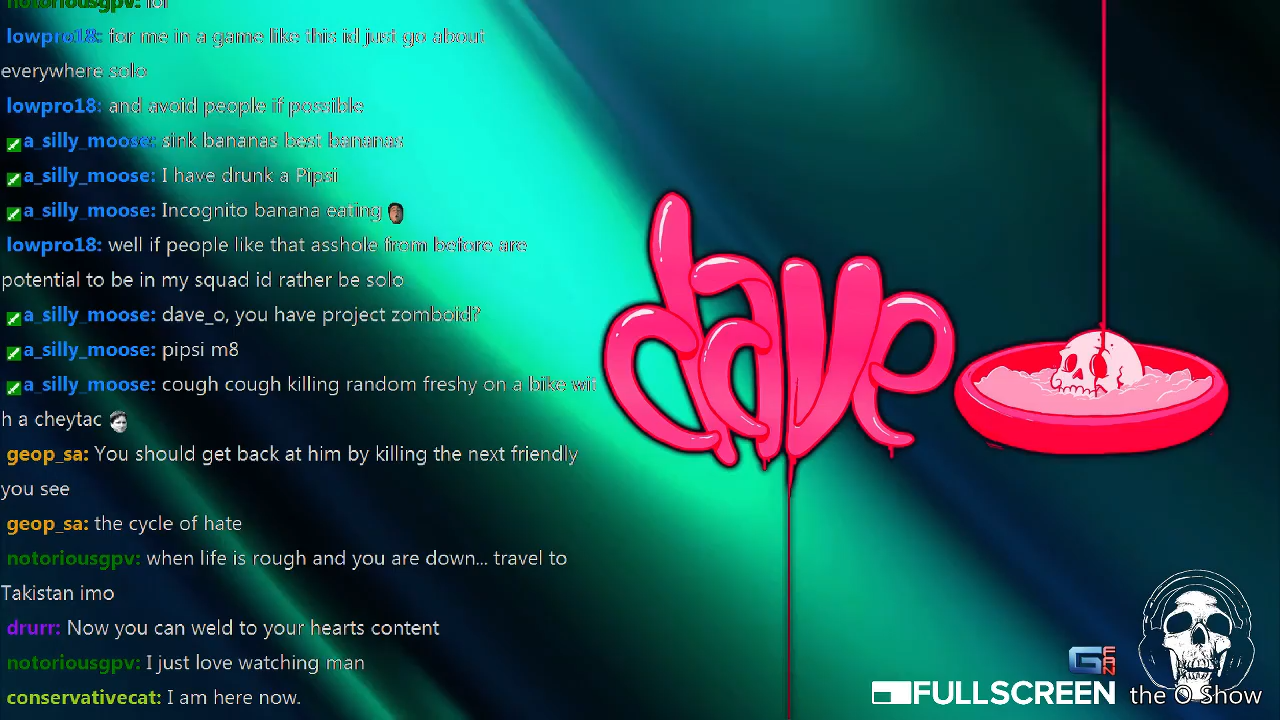 notoriousgpv: lol
lowpro18: for me in a game like this id just go about
everywhere solo
lowpro18: and avoid people if possible
a_silly_moose: sink bananas best bananas
a_silly_moose: I have drunk a Pipsi
a_silly_moose: Incognito banana eating
lowpro18: well if people like that asshole from before are
potential to be in my squad id rather be solo
a_silly_moose: dave_o, you have project zomboid?
a_silly_moose: pipsi m8
a_silly_moose: cough cough killing random freshy on a bike wit
h a cheytac
geop_sa: You should get back at him by killing the next friendly
you see
geop_sa: the cycle of hate
notoriousgpv: when life is rough and you are down... travel to
Takistan imo
drurr: Now you can weld to your hearts content
notoriousgpv: I just love watching man
conservativecat: I am here now.
dave
G FAN
FULLSCREEN
the O Show